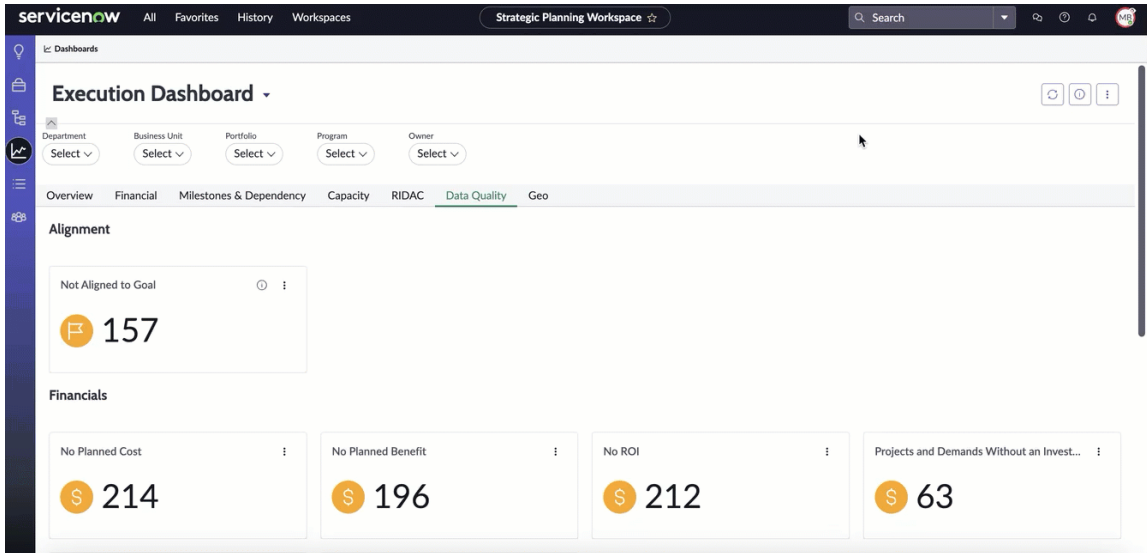 servicenow All Favorites History Workspaces Strategic Planning Workspace Search MB
Dashboards
Execution Dashboard
Department Business Unit Portfolio Program Owner
Select Select Select Select Select
Overview Financial Milestones & Dependency Capacity RIDAC Data Quality Geo
Alignment
Not Aligned to Goal
157
Financials
No Planned Cost No Planned Benefit No ROI Projects and Demands Without an Invest...
$ 214 $ 196 $ 212 $ 63